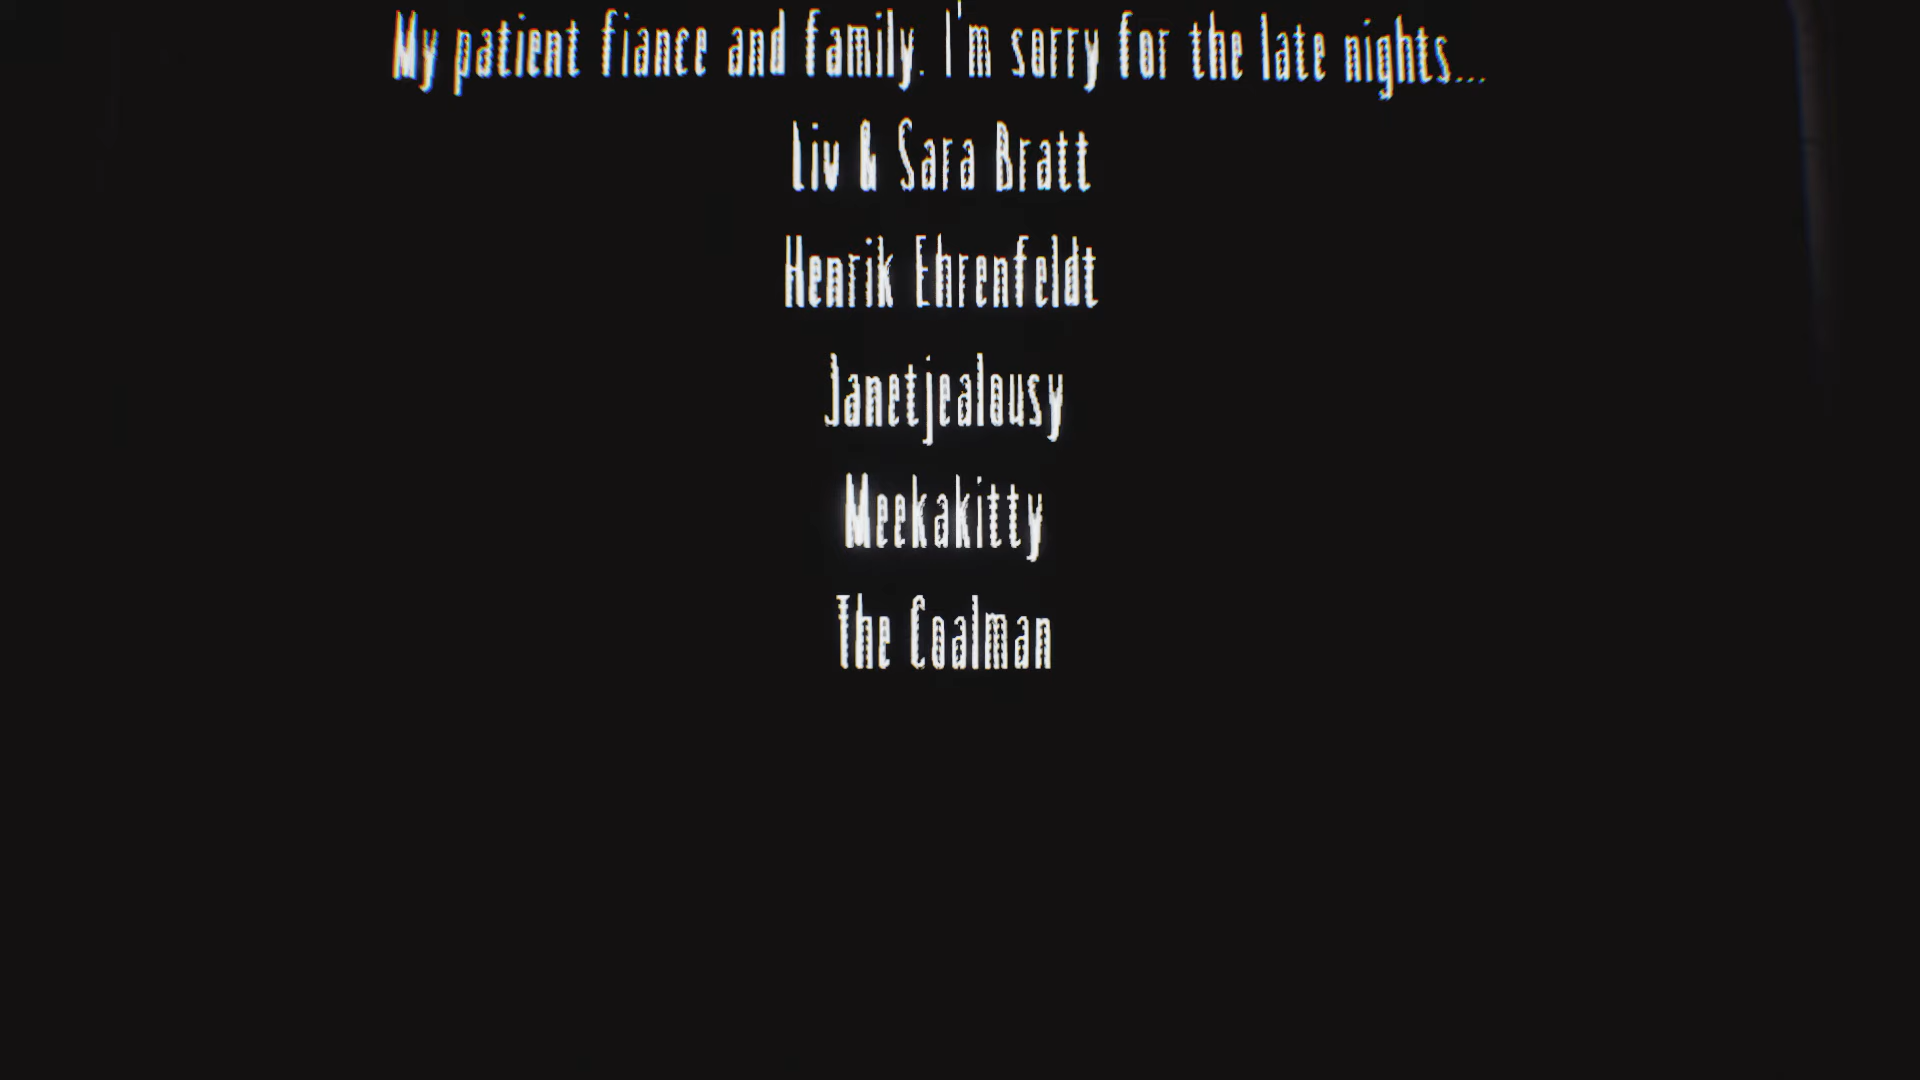 My patient fiance and family. I'm sorry for the late nights...
Liv & Sara Bratt
Henrik Ehrenfeldt
Janetjealousy
Meekakitty
The Coalman